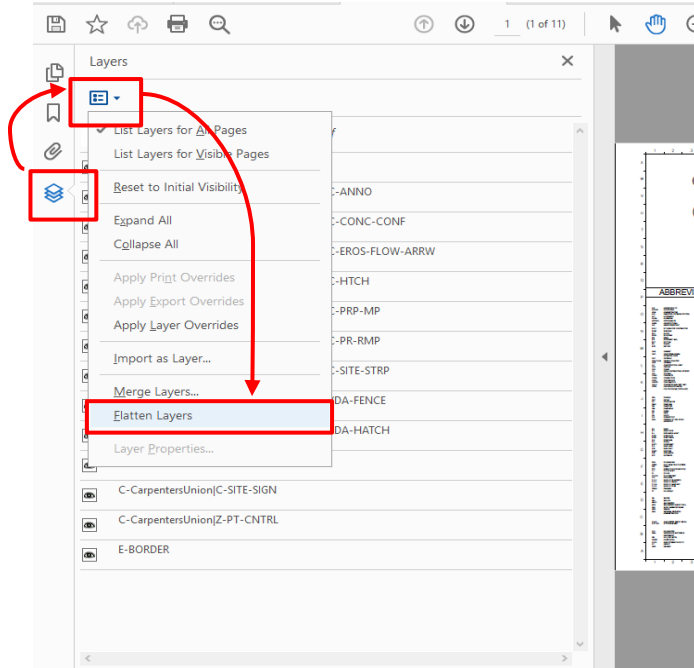 1 (1 of 11)
Layers
List Layers for All Pages
List Layers for Visible Pages
Reset to Initial Visibility
C-ANNO
Expand All
C-CONC-CONF
Collapse All
C-EROS-FLOW-ARRW
Apply Print Overrides
C-HTCH
Apply Export Overrides
C-PRP-MP
Apply Layer Overrides
C-PR-RMP
Import as Layer...
C-SITE-STRP
Merge Layers...
DA-FENCE
Flatten Layers
DA-HATCH
Layer Properties...
C-CarpentersUnion|C-SITE-SIGN
C-CarpentersUnion|Z-PT-CNTRL
E-BORDER
ABBREVI